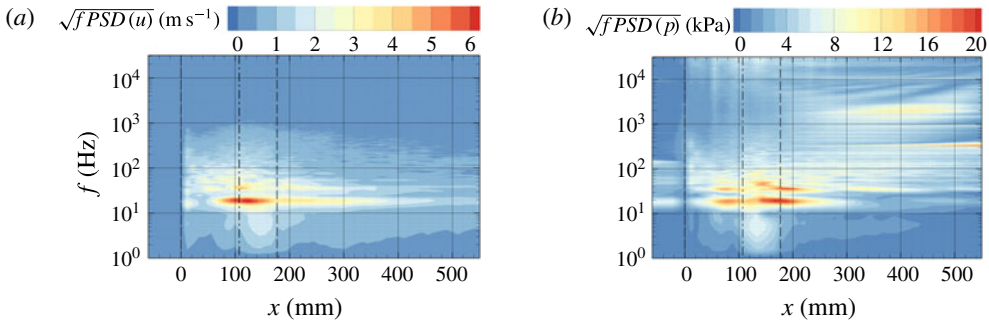 (a) √f PSD (u) (m s⁻¹)
0 1 2 3 4 5 6
10⁴
10³
10²
10¹
10⁰
f (Hz)
0 100 200 300 400 500
x (mm)
(b) √f PSD (p) (kPa)
0 4 8 12 16 20
10⁴
10³
10²
10¹
10⁰
0 100 200 300 400 500
x (mm)